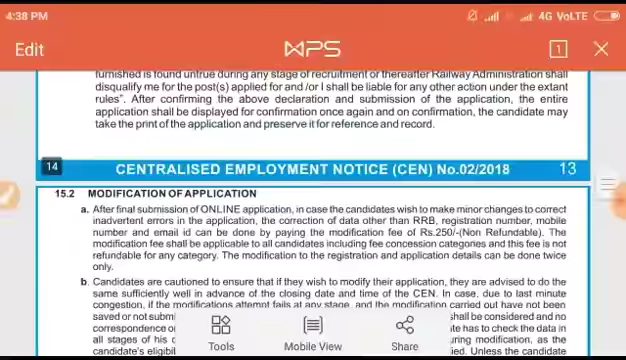 4:38 PM
4G VoLTE
Edit
WPS
1
furnished is found untrue during any stage of recruitment or thereafter Railway Administration shall
disqualify me for the post(s) applied for and /or I shall be liable for any other action under the extant
rules". After confirming the above declaration and submission of the application, the entire
application shall be displayed for confirmation once again and on confirmation, the candidate may
take the print of the application and preserve it for reference and record.
14
CENTRALISED EMPLOYMENT NOTICE (CEN) No.02/2018
13
15.2 MODIFICATION OF APPLICATION
a. After final submission of ONLINE application, in case the candidates wish to make minor changes to correct
inadvertent errors in the application, the correction of data other than RRB, registration number, mobile
number and email id can be done by paying the modification fee of Rs.250/-(Non Refundable). The
modification fee shall be applicable to all candidates including fee concession categories and this fee is not
refundable for any category. The modification to the registration and application details can be done twice
only.
b. Candidates are cautioned to ensure that if they wish to modify their application, they are advised to do the
same sufficiently well in advance of the closing date and time of the CEN. In case, due to last minute
congestion, if the modifications attempt fails at any stage, and the modification carried out have not been
saved or not subm shall be considered and no
correspondence o has to check the data in
all stages of his during modification, as the
candidate's eligibil Unless the candidate
Tools
Mobile View
Share